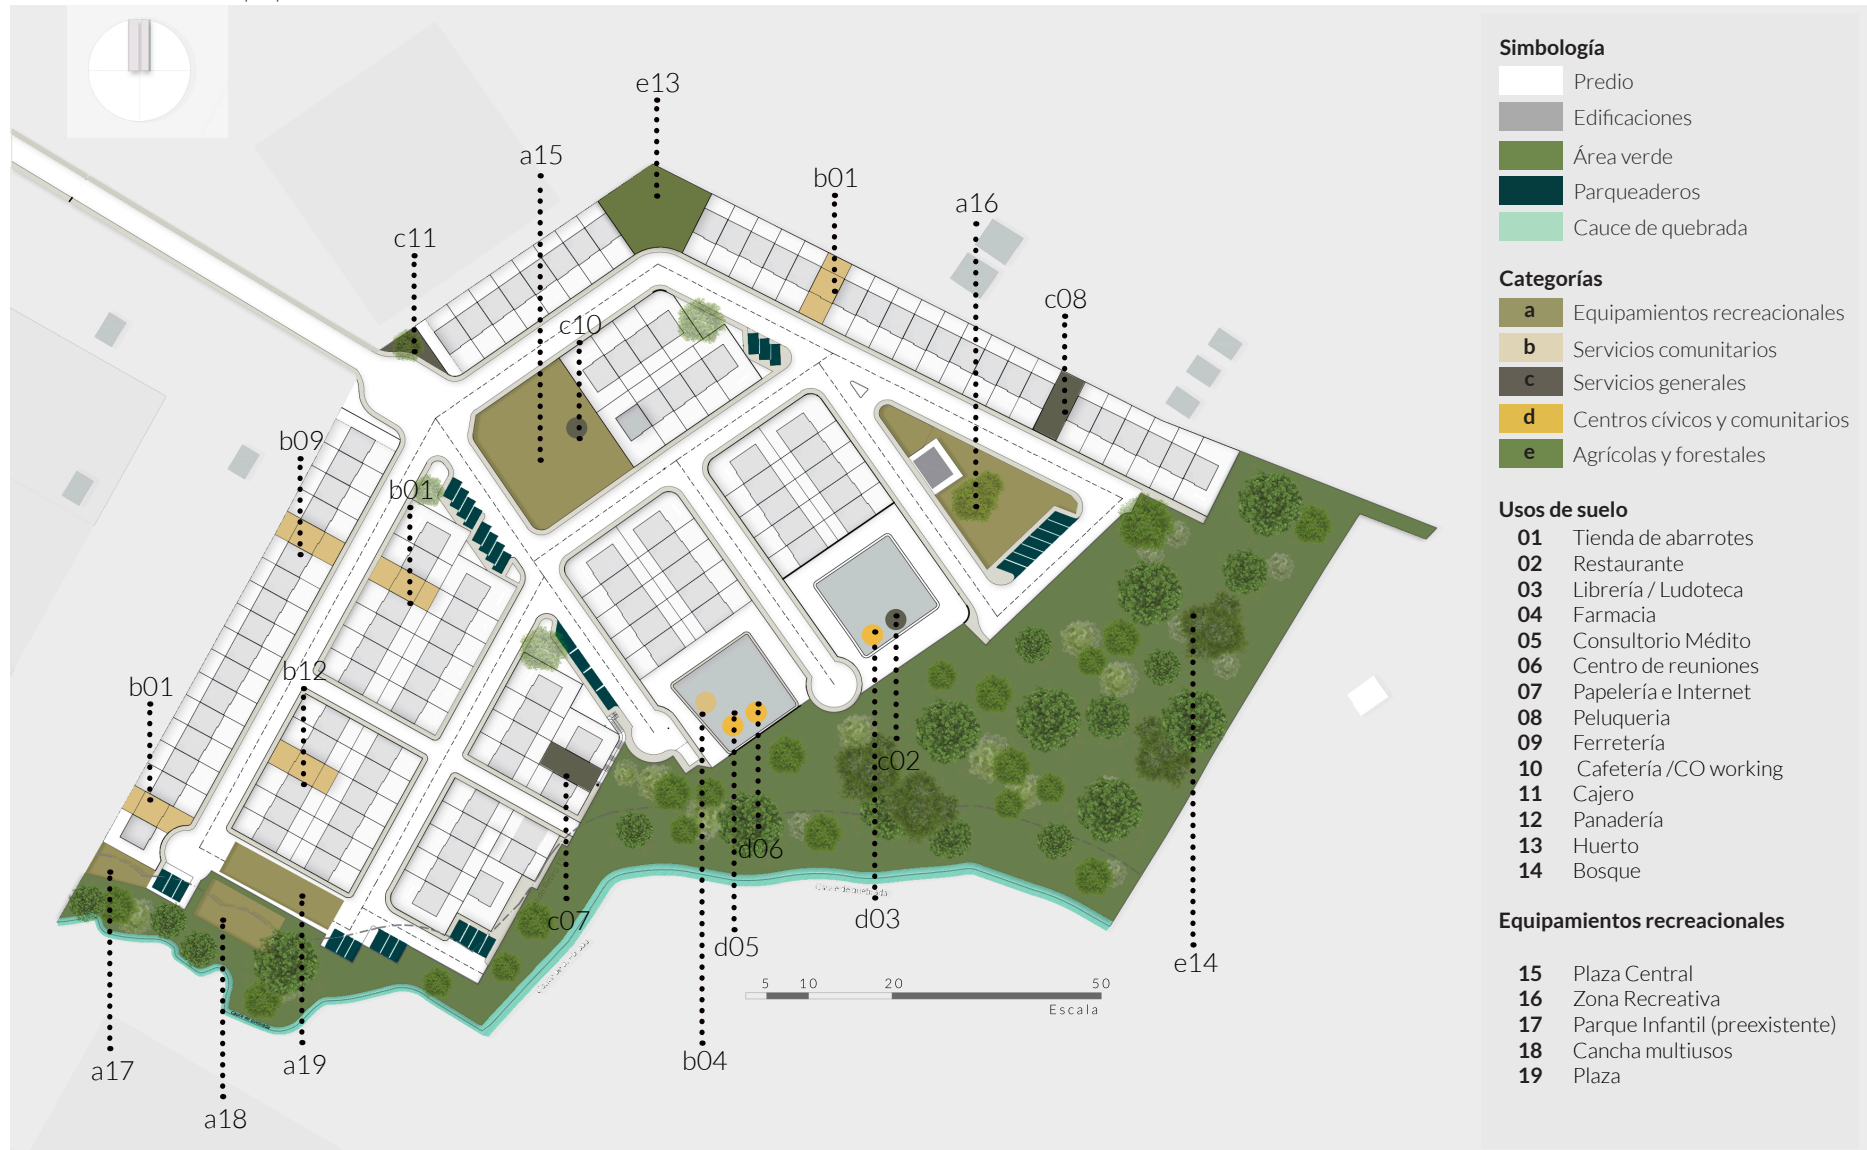 e13
a15
b01
a16
c11
c08
c10
b09
b01
b12
b01
c02
d06
c07
d03
d05
e14
b04
a17
a19
a18
Cauce de quebrada
5 10 20 50
Escala
Simbología
Predio
Edificaciones
Área verde
Parqueaderos
Cauce de quebrada
Categorías
a Equipamientos recreacionales
b Servicios comunitarios
c Servicios generales
d Centros cívicos y comunitarios
e Agrícolas y forestales
Usos de suelo
01 Tienda de abarrotes
02 Restaurante
03 Librería / Ludoteca
04 Farmacia
05 Consultorio Médito
06 Centro de reuniones
07 Papelería e Internet
08 Peluqueria
09 Ferretería
10 Cafetería /CO working
11 Cajero
12 Panadería
13 Huerto
14 Bosque
Equipamientos recreacionales
15 Plaza Central
16 Zona Recreativa
17 Parque Infantil (preexistente)
18 Cancha multiusos
19 Plaza